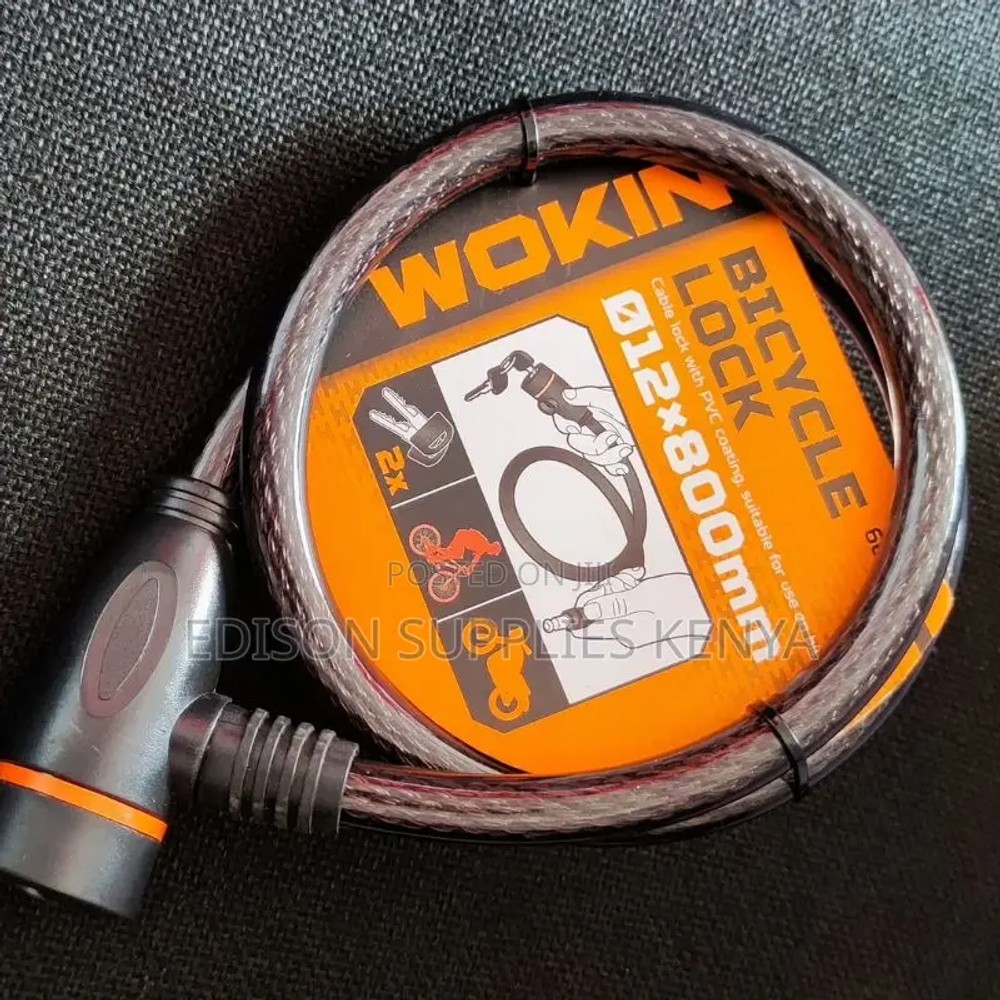 WOKIN
BICYCLE
LOCK
Cable lock with PVC coating, suitable for use
Ø12×800mm
2X
POSTED ON JIJI
EDISON SUPPLIES KENYA